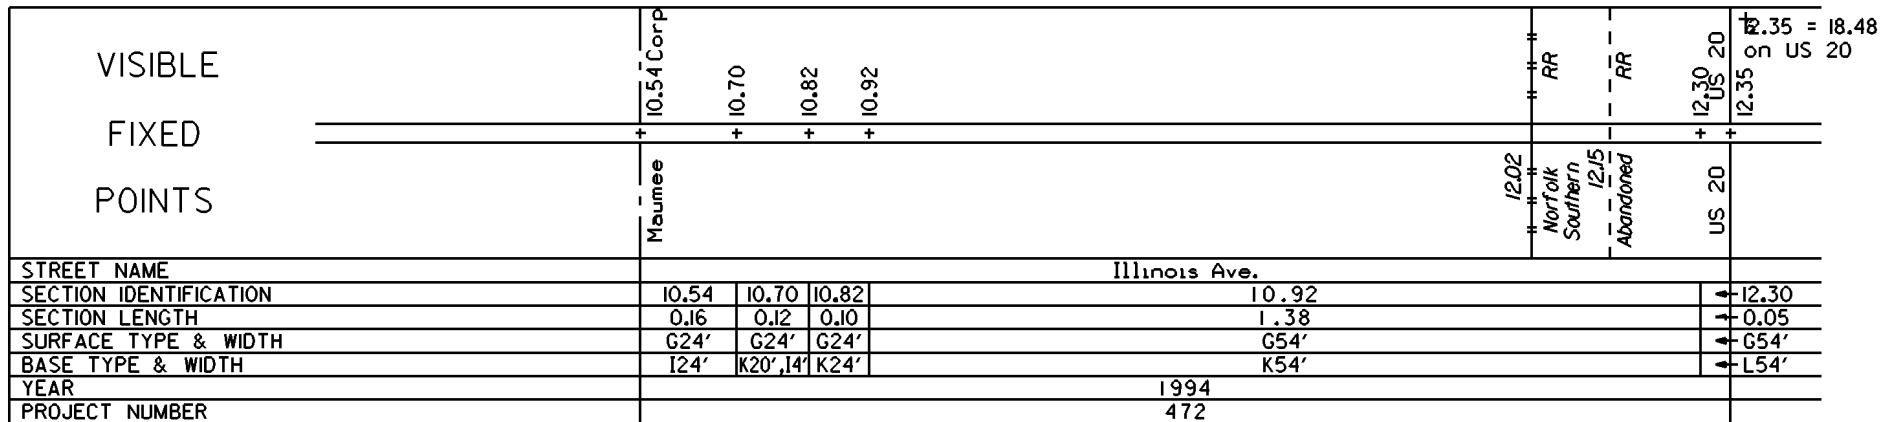 VISIBLE
FIXED
POINTS
10.54 Corp
10.70
10.82
10.92
RR
RR
12.30
US 20
12.35
12.35 = 18.48
on US 20
Maumee
12.02
Norfolk
Southern
12.15
Abandoned
US 20
STREET NAME Illinois Ave.
SECTION IDENTIFICATION 10.54 10.70 10.82 10.92 12.30
SECTION LENGTH 0.16 0.12 0.10 1.38 0.05
SURFACE TYPE & WIDTH G24' G24' G24' G54' G54'
BASE TYPE & WIDTH I24' K20',I4' K24' K54' L54'
YEAR 1994
PROJECT NUMBER 472